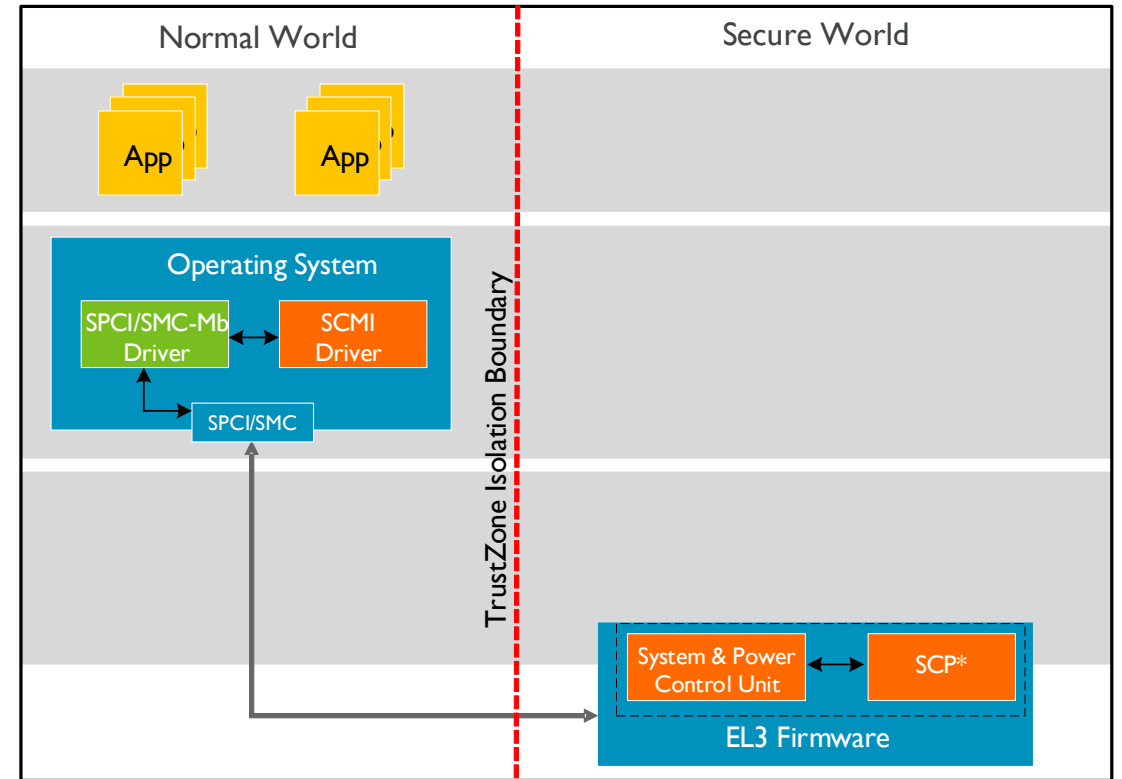 Normal World
Secure World
App
App
Operating System
SPCI/SMC-Mb
Driver
SCMI
Driver
SPCI/SMC
TrustZone Isolation Boundary
System & Power
Control Unit
SCP*
EL3 Firmware